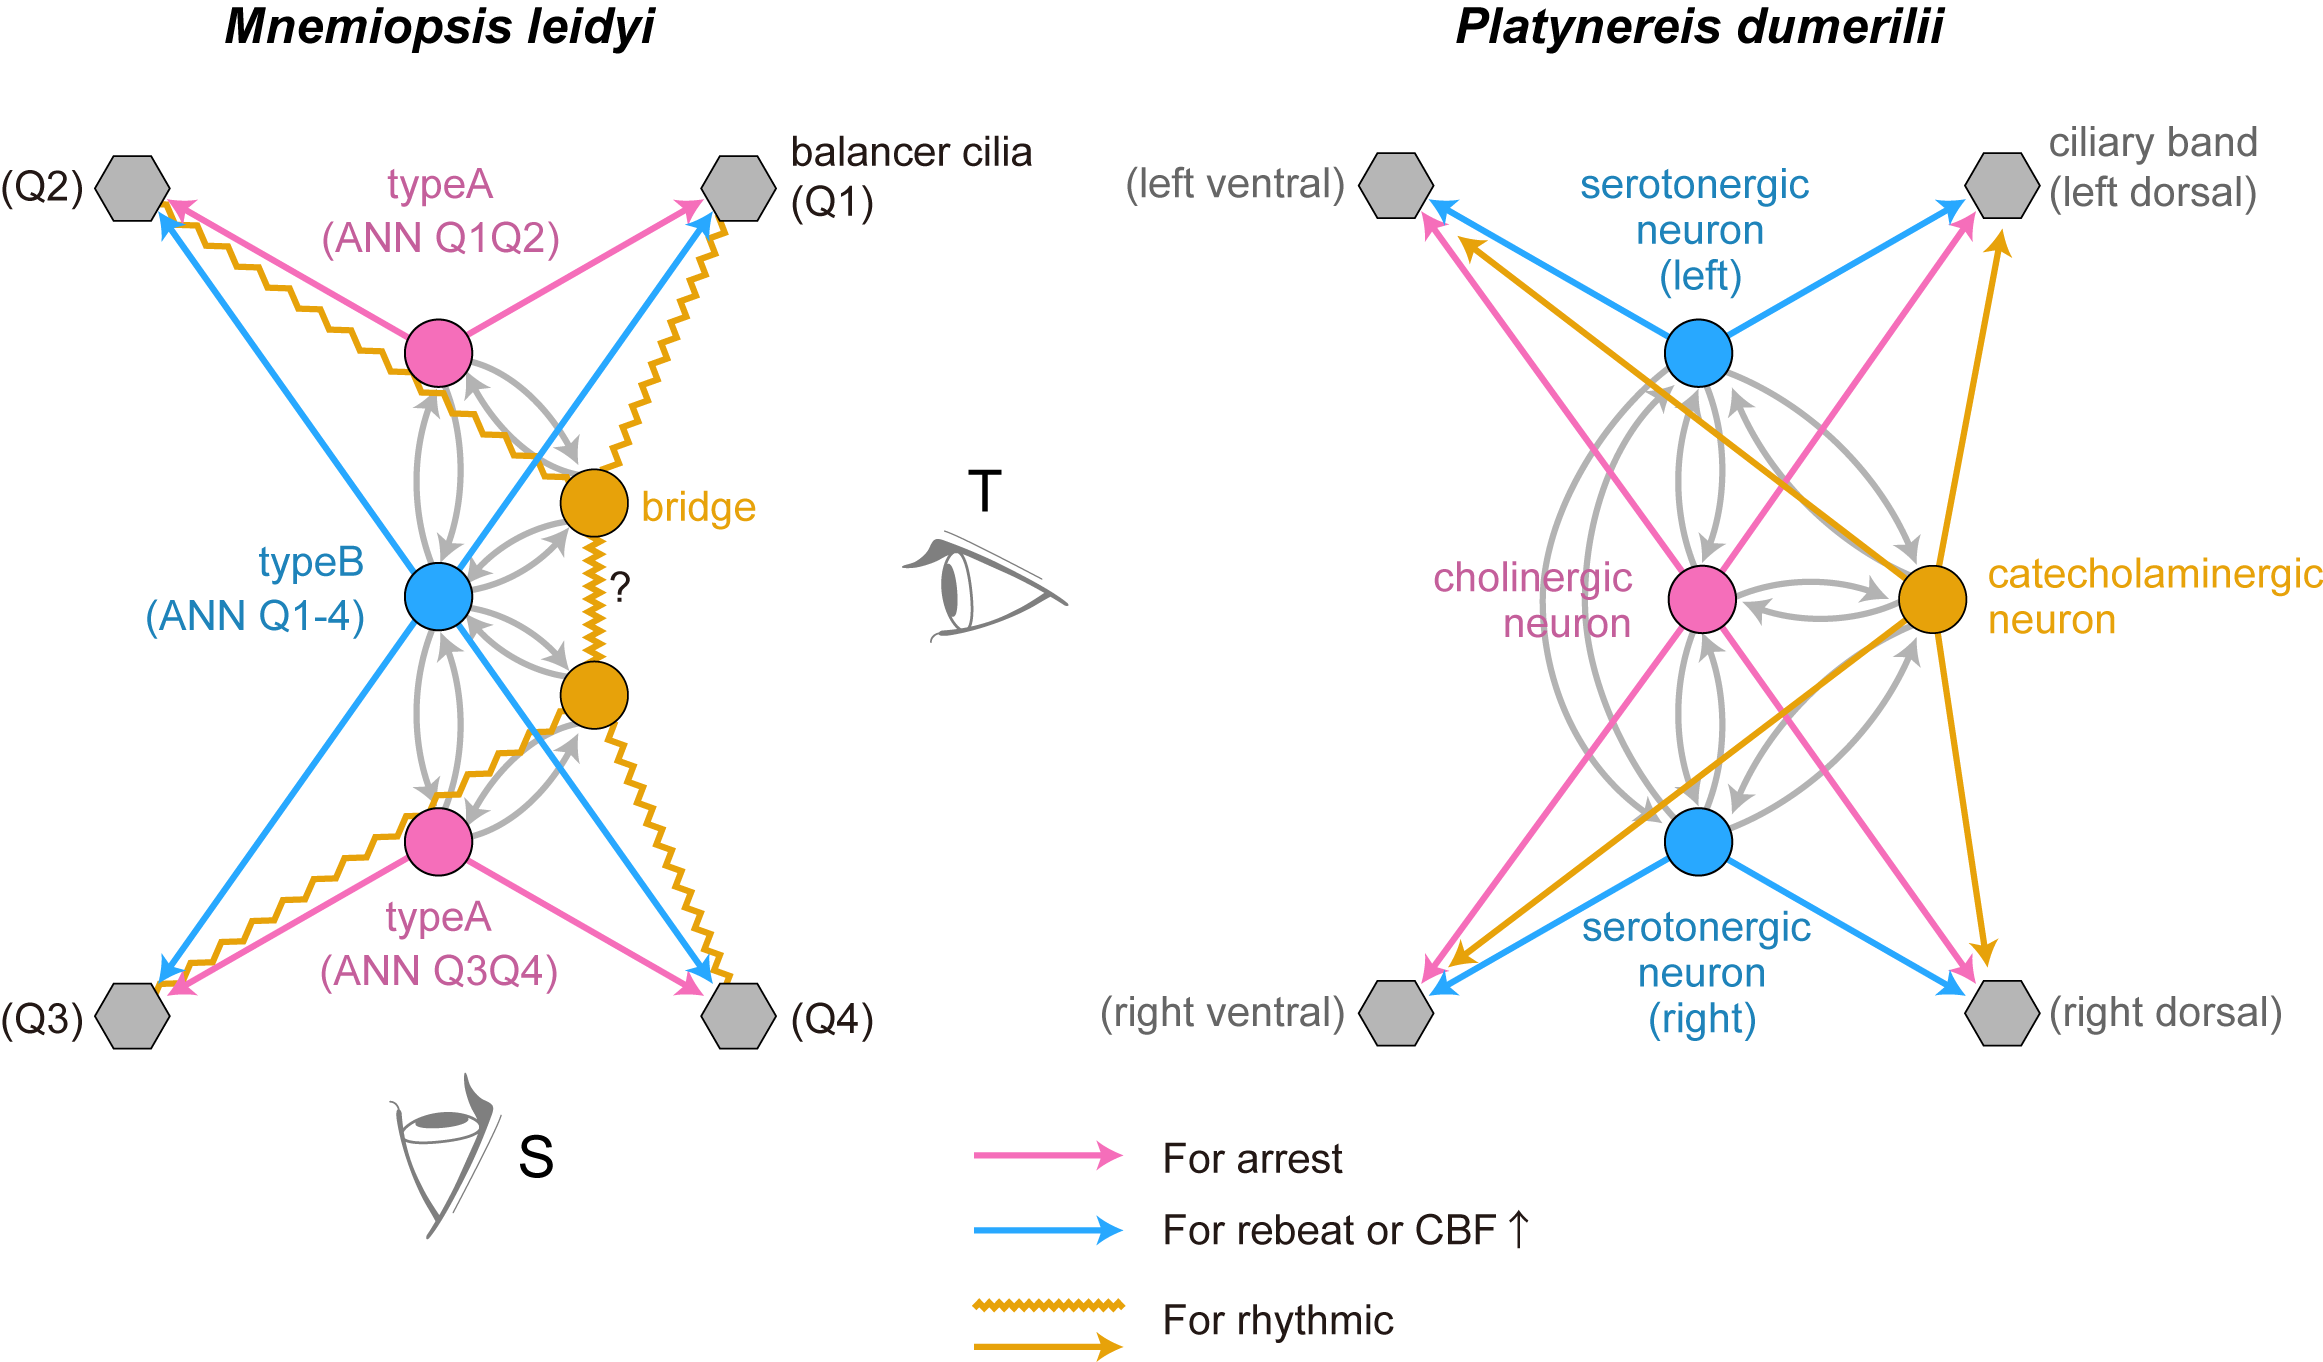 Mnemiopsis leidyi
(Q2)
typeA
(ANN Q1Q2)
balancer cilia
(Q1)
bridge
typeB
(ANN Q1-4)
?
typeA
(ANN Q3Q4)
(Q3)
(Q4)
T
S
Platynereis dumerilii
(left ventral)
serotonergic
neuron
(left)
ciliary band
(left dorsal)
cholinergic
neuron
catecholaminergic
neuron
(right ventral)
serotonergic
neuron
(right)
(right dorsal)
For arrest
For rebeat or CBF ↑
For rhythmic